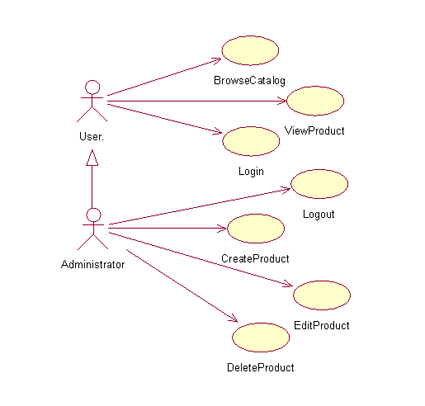 BrowseCatalog
ViewProduct
User.
Login
Logout
CreateProduct
Administrator
EditProduct
DeleteProduct